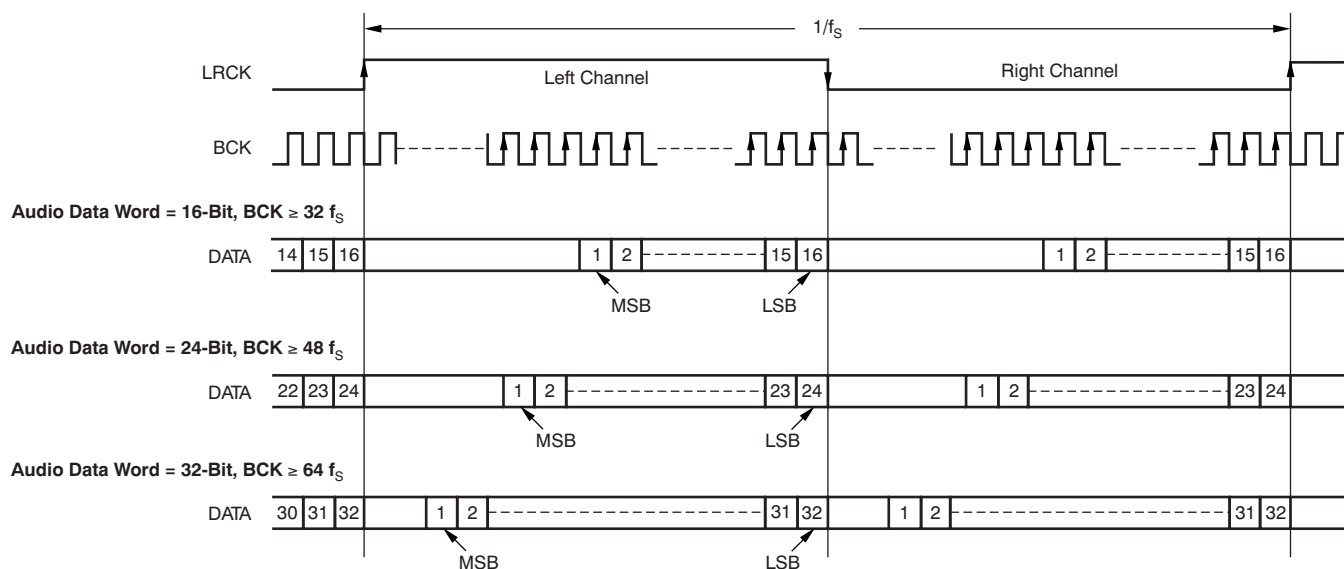 1/fS
LRCK Left Channel Right Channel
BCK
Audio Data Word = 16-Bit, BCK ≥ 32 fS
DATA 14 15 16 1 2 15 16 1 2 15 16
MSB LSB
Audio Data Word = 24-Bit, BCK ≥ 48 fS
DATA 22 23 24 1 2 23 24 1 2 23 24
MSB LSB
Audio Data Word = 32-Bit, BCK ≥ 64 fS
DATA 30 31 32 1 2 31 32 1 2 31 32
MSB LSB